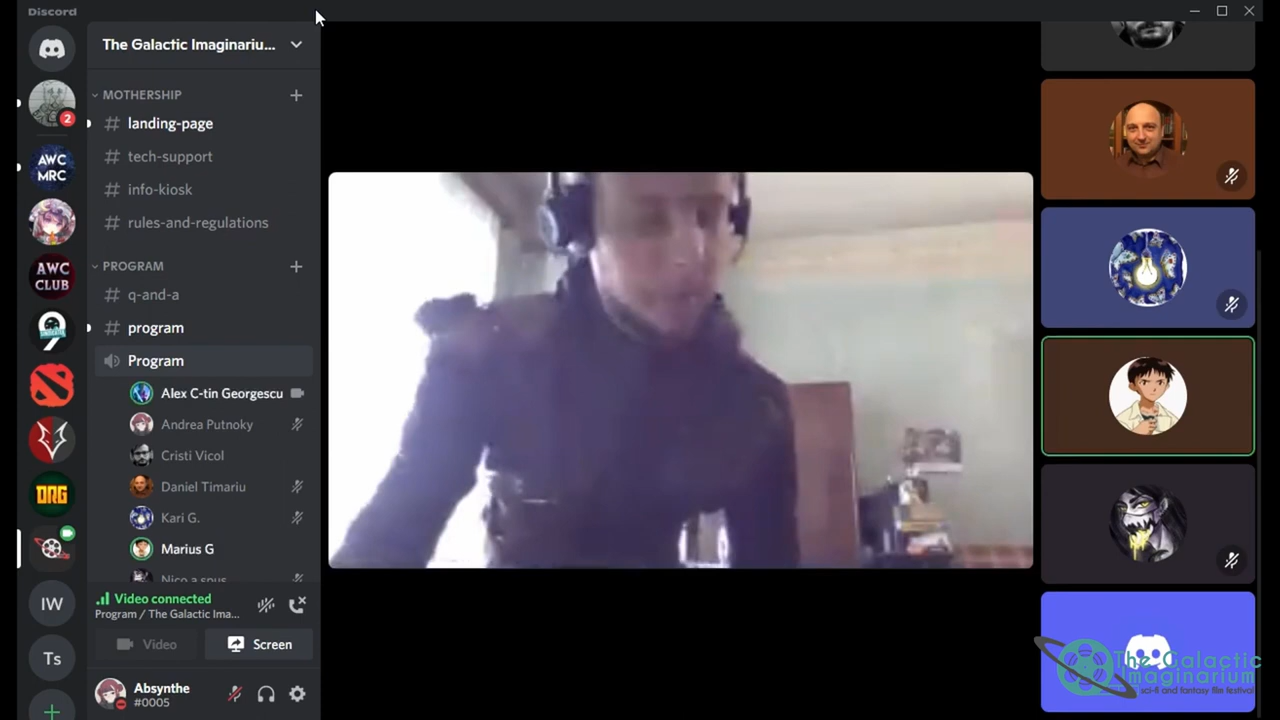 Discord
The Galactic Imaginariu...
MOTHERSHIP
landing-page
tech-support
info-kiosk
rules-and-regulations
PROGRAM
q-and-a
program
Program
Alex C-tin Georgescu
Andrea Putnoky
Cristi Vicol
Daniel Timariu
Kari G.
Marius G
Nico a spus
Video connected
Program / The Galactic Ima...
Video
Screen
Absynthe
#0005
2
AWC
MRC
AWC
CLUB
DRG
IW
Ts
The Galactic
Imaginarium
sci-fi and fantasy film festival